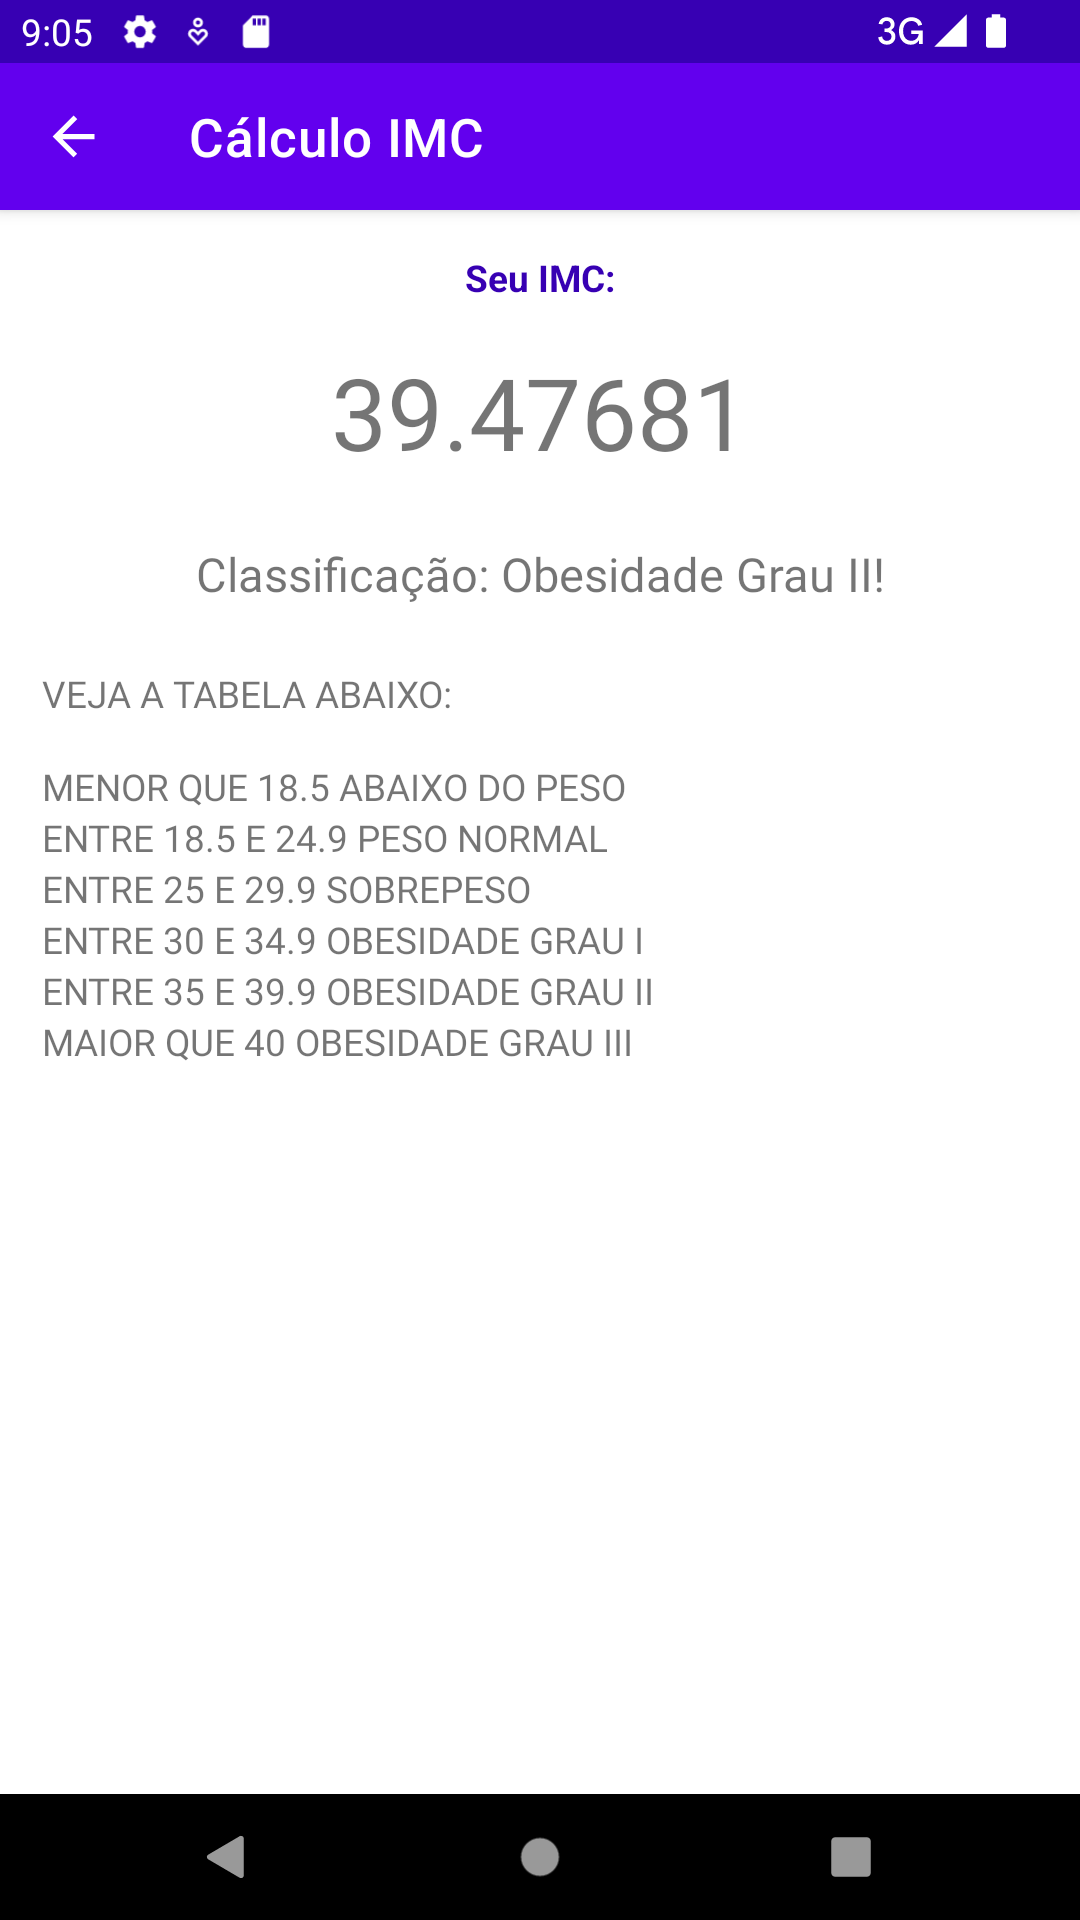 9:05 3G
Cálculo IMC
Seu IMC:
39.47681
Classificação: Obesidade Grau II!
VEJA A TABELA ABAIXO:
MENOR QUE 18.5 ABAIXO DO PESO
ENTRE 18.5 E 24.9 PESO NORMAL
ENTRE 25 E 29.9 SOBREPESO
ENTRE 30 E 34.9 OBESIDADE GRAU I
ENTRE 35 E 39.9 OBESIDADE GRAU II
MAIOR QUE 40 OBESIDADE GRAU III